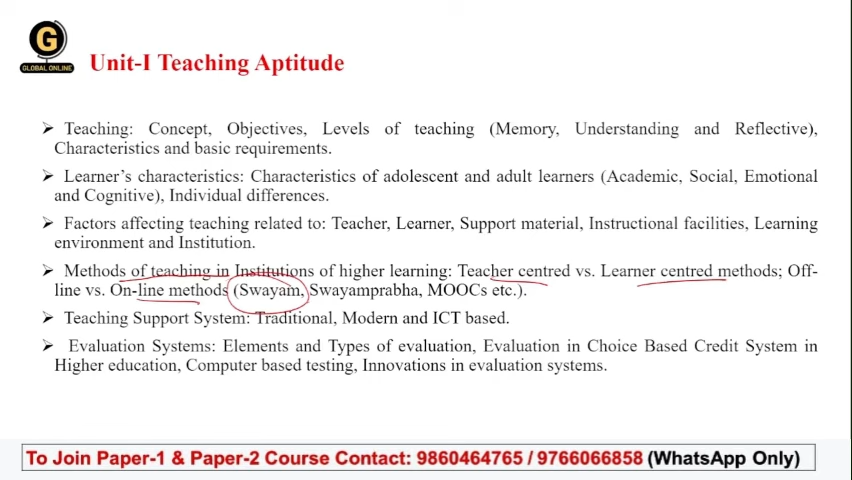 G
GLOBAL ONLINE
Unit-I Teaching Aptitude
➢ Teaching: Concept, Objectives, Levels of teaching (Memory, Understanding and Reflective),
Characteristics and basic requirements.
➢ Learner's characteristics: Characteristics of adolescent and adult learners (Academic, Social, Emotional
and Cognitive), Individual differences.
➢ Factors affecting teaching related to: Teacher, Learner, Support material, Instructional facilities, Learning
environment and Institution.
➢ Methods of teaching in Institutions of higher learning: Teacher centred vs. Learner centred methods; Off-
line vs. On-line methods (Swayam, Swayamprabha, MOOCs etc.).
➢ Teaching Support System: Traditional, Modern and ICT based.
➢ Evaluation Systems: Elements and Types of evaluation, Evaluation in Choice Based Credit System in
Higher education, Computer based testing, Innovations in evaluation systems.
To Join Paper-1 & Paper-2 Course Contact: 9860464765 / 9766066858 (WhatsApp Only)